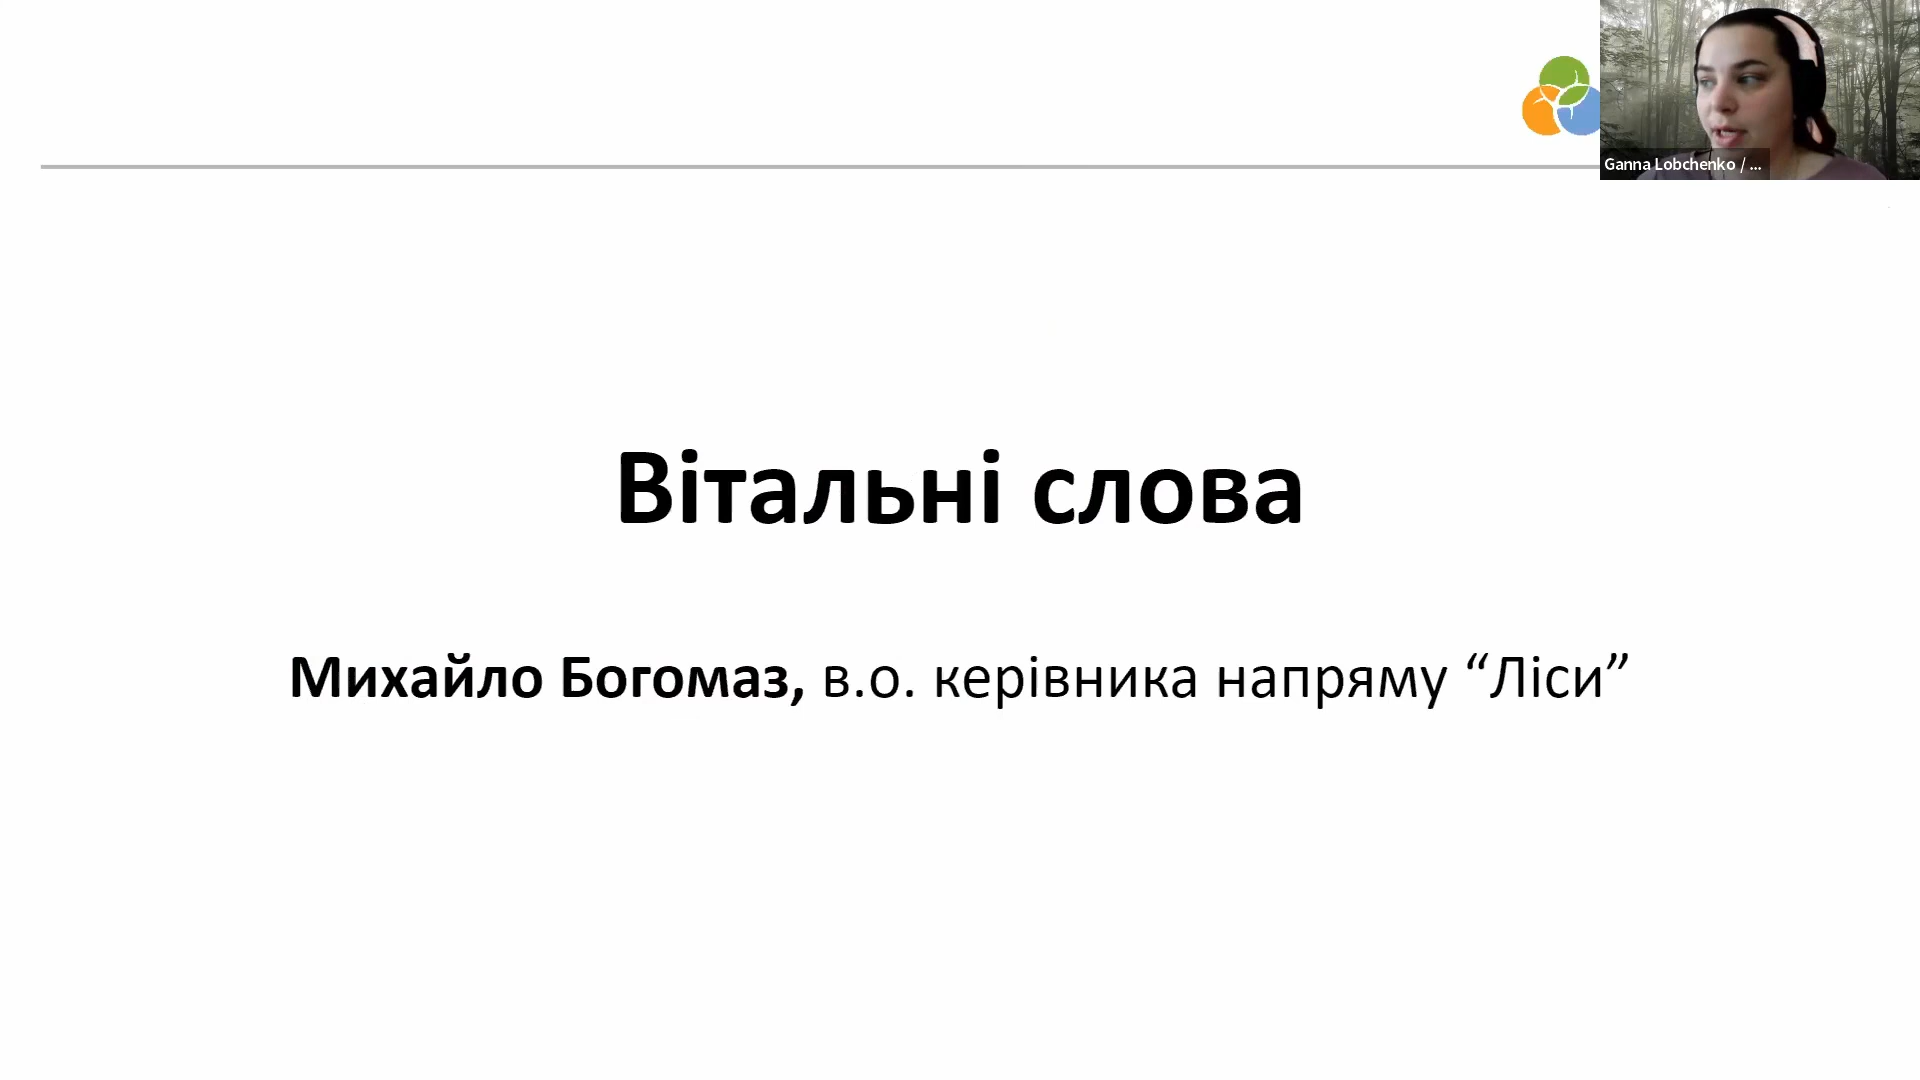 Ganna Lobchenko / ...
Вітальні слова
Михайло Богомаз, в.о. керівника напряму “Ліси”